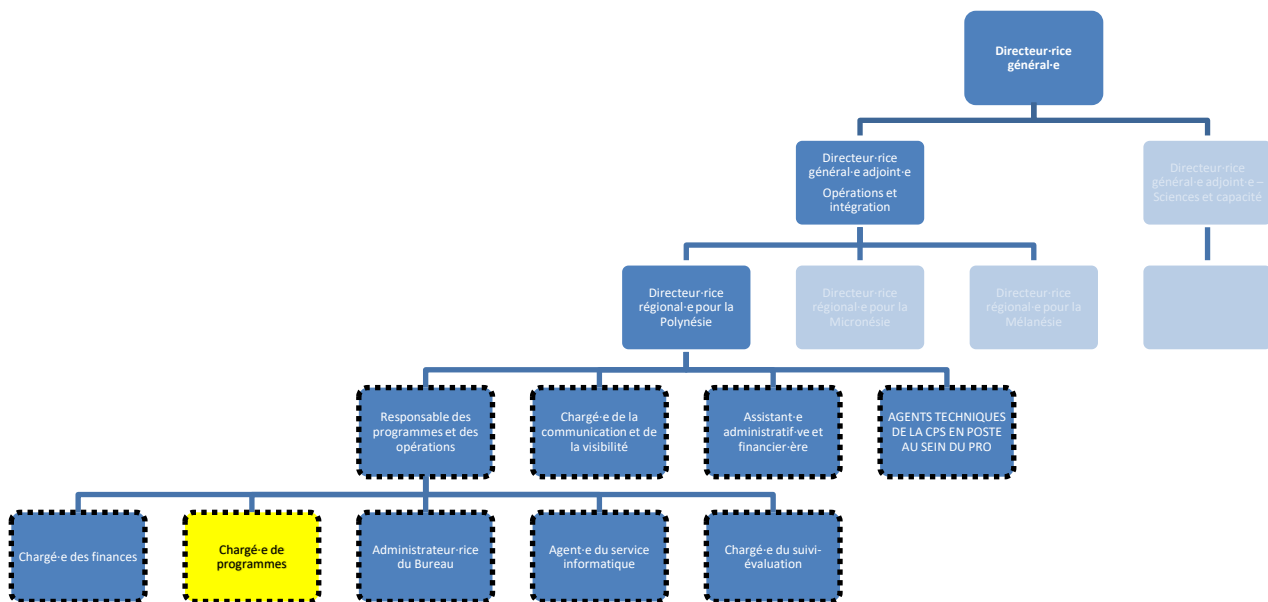 Directeur·rice
général·e
Directeur·rice
général·e adjoint·e
Opérations et
intégration
Directeur·rice
général·e adjoint·e –
Sciences et capacité
Directeur·rice
régional·e pour la
Polynésie
Directeur·rice
régional·e pour la
Micronésie
Directeur·rice
régional·e pour la
Mélanésie
Responsable des
programmes et des
opérations
Chargé·e de la
communication et de
la visibilité
Assistant·e
administratif·ve et
financier·ère
AGENTS TECHNIQUES
DE LA CPS EN POSTE
AU SEIN DU PRO
Chargé·e des finances
Chargé·e de
programmes
Administrateur·rice
du Bureau
Agent·e du service
informatique
Chargé·e du suivi-
évaluation